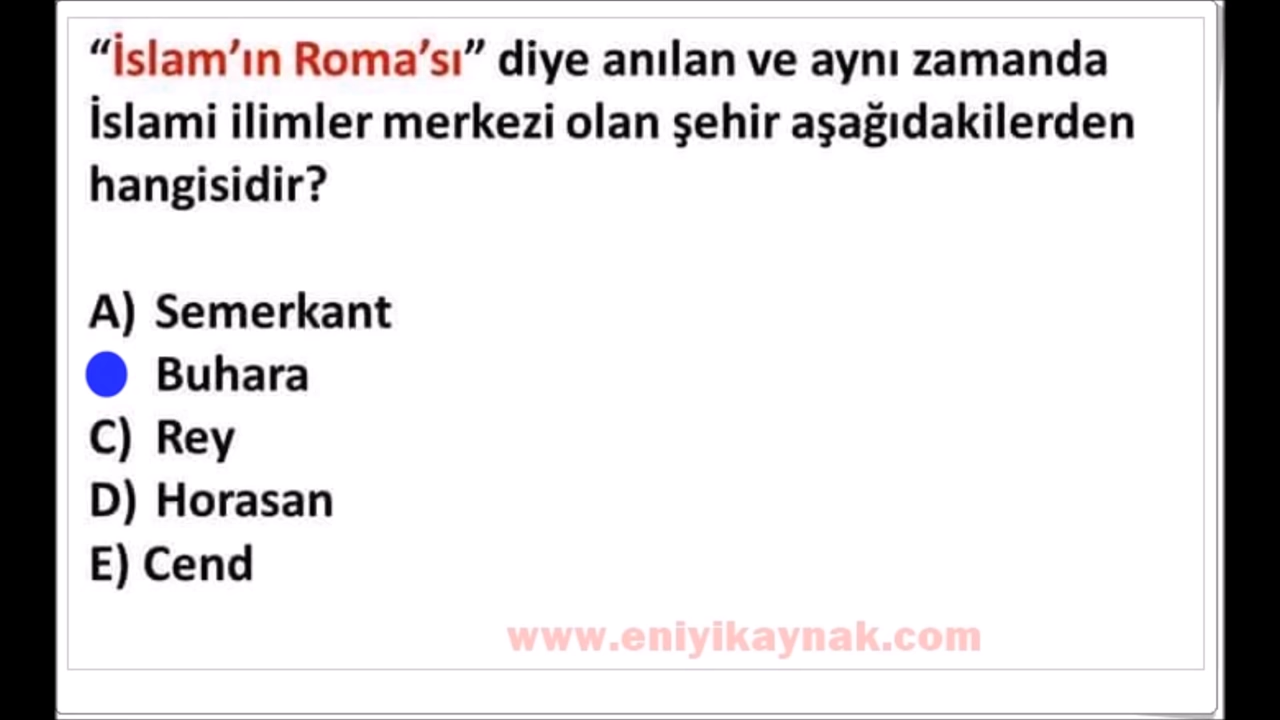 “İslam’ın Roma’sı” diye anılan ve aynı zamanda
İslami ilimler merkezi olan şehir aşağıdakilerden
hangisidir?
A) Semerkant
Buhara
C) Rey
D) Horasan
E) Cend
www.eniyikaynak.com